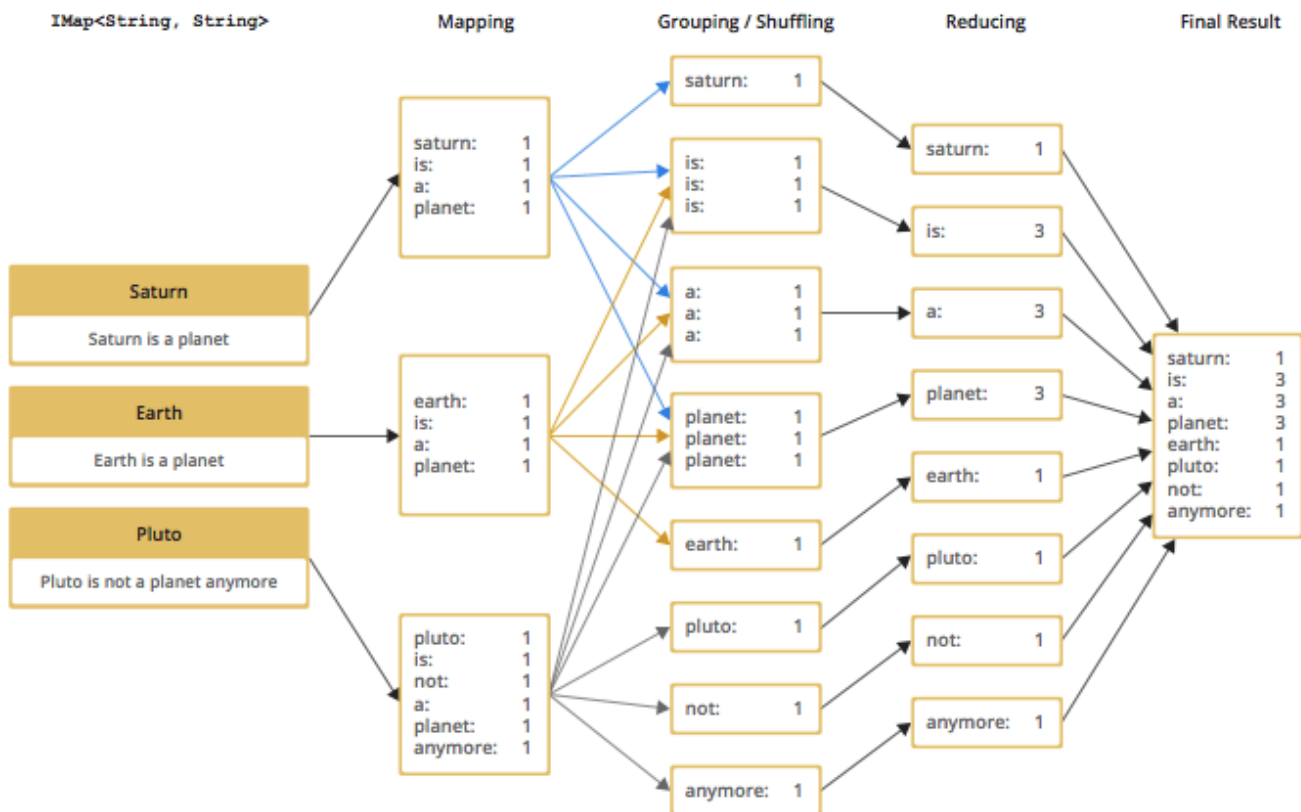 IMap<String, String>
Mapping
Grouping / Shuffling
Reducing
Final Result
Saturn
Saturn is a planet
Earth
Earth is a planet
Pluto
Pluto is not a planet anymore
saturn: 1
is: 1
a: 1
planet: 1
earth: 1
is: 1
a: 1
planet: 1
pluto: 1
is: 1
not: 1
a: 1
planet: 1
anymore: 1
saturn: 1
is: 1
is: 1
is: 1
a: 1
a: 1
a: 1
planet: 1
planet: 1
planet: 1
earth: 1
pluto: 1
not: 1
anymore: 1
saturn: 1
is: 3
a: 3
planet: 3
earth: 1
pluto: 1
not: 1
anymore: 1
saturn: 1
is: 3
a: 3
planet: 3
earth: 1
pluto: 1
not: 1
anymore: 1